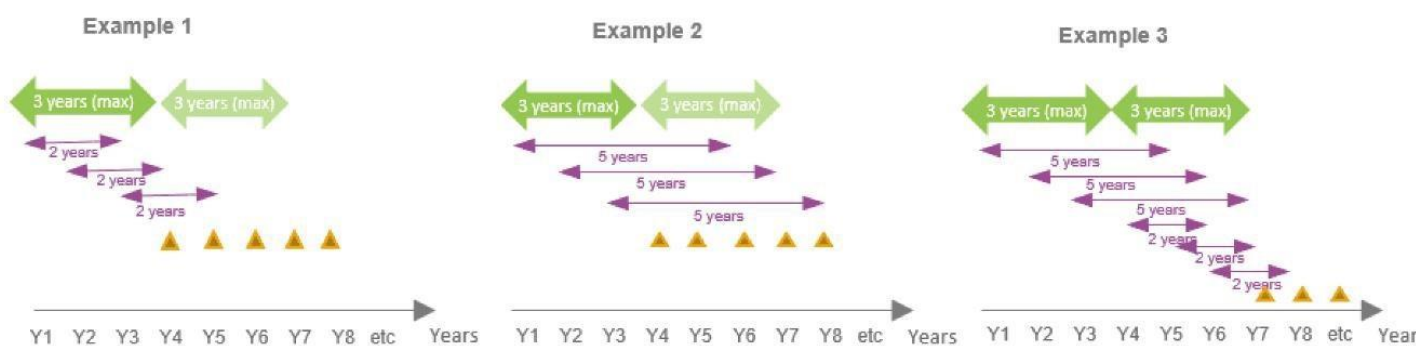 Example 1
3 years (max) 3 years (max)
2 years
2 years
2 years
Y1 Y2 Y3 Y4 Y5 Y6 Y7 Y8 etc Years
Example 2
3 years (max) 3 years (max)
5 years
5 years
5 years
Y1 Y2 Y3 Y4 Y5 Y6 Y7 Y8 etc Years
Example 3
3 years (max) 3 years (max)
5 years
5 years
5 years
2 years
2 years
2 years
Y1 Y2 Y3 Y4 Y5 Y6 Y7 Y8 etc Year